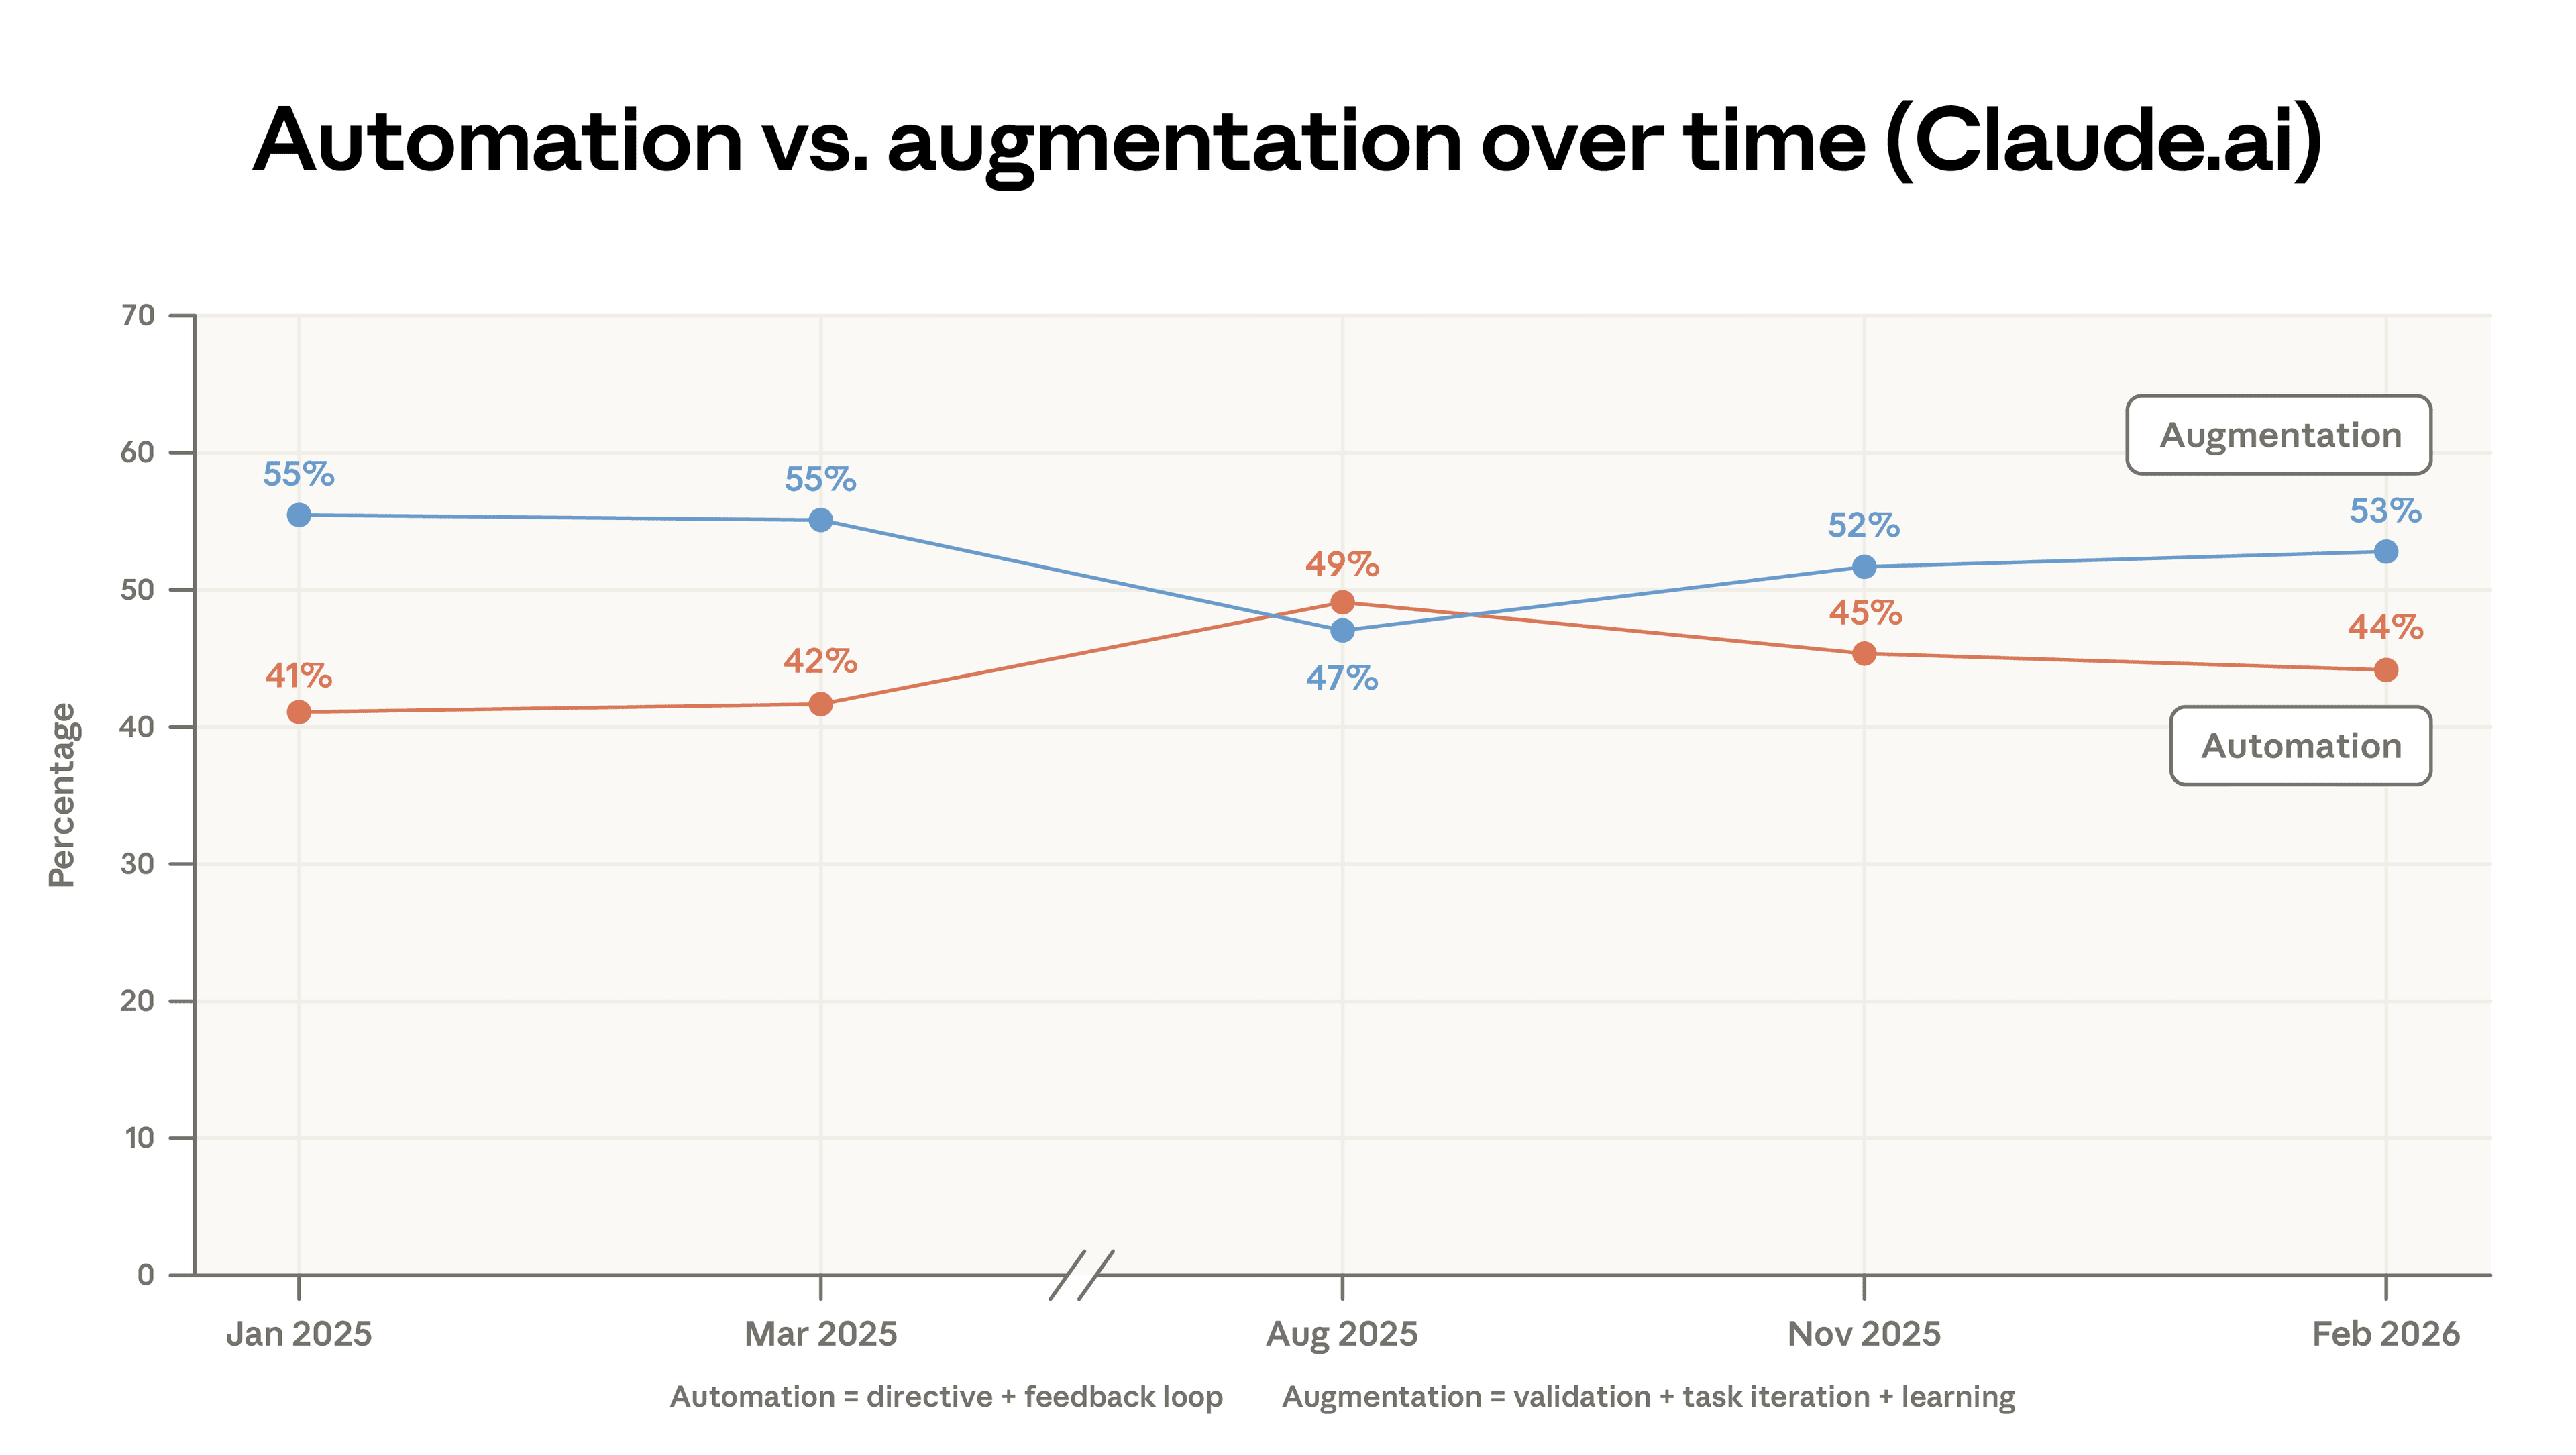 Automation vs. augmentation over time (Claude.ai)
70
60
50
40
30
20
10
0
Percentage
55%
55%
47%
52%
53%
41%
42%
49%
45%
44%
Augmentation
Automation
Jan 2025
Mar 2025
Aug 2025
Nov 2025
Feb 2026
Automation = directive + feedback loop
Augmentation = validation + task iteration + learning